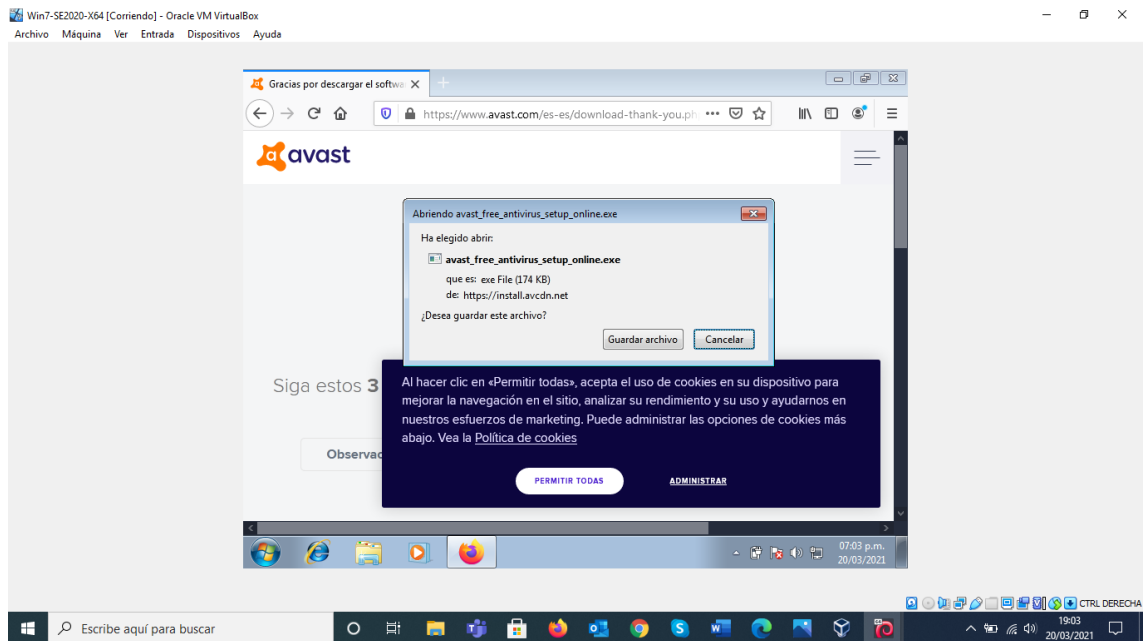 Win7-SE2020-X64 [Corriendo] - Oracle VM VirtualBox
Archivo Máquina Ver Entrada Dispositivos Ayuda
Gracias por descargar el softwa
https://www.avast.com/es-es/download-thank-you.ph
avast
Abriendo avast_free_antivirus_setup_online.exe
Ha elegido abrir:
avast_free_antivirus_setup_online.exe
que es: exe File (174 KB)
de: https://install.avcdn.net
¿Desea guardar este archivo?
Guardar archivo Cancelar
Siga estos 3
Observac
Al hacer clic en «Permitir todas», acepta el uso de cookies en su dispositivo para
mejorar la navegación en el sitio, analizar su rendimiento y su uso y ayudarnos en
nuestros esfuerzos de marketing. Puede administrar las opciones de cookies más
abajo. Vea la Política de cookies
PERMITIR TODAS ADMINISTRAR
07:03 p.m.
20/03/2021
CTRL DERECHA
Escribe aquí para buscar
19:03
20/03/2021